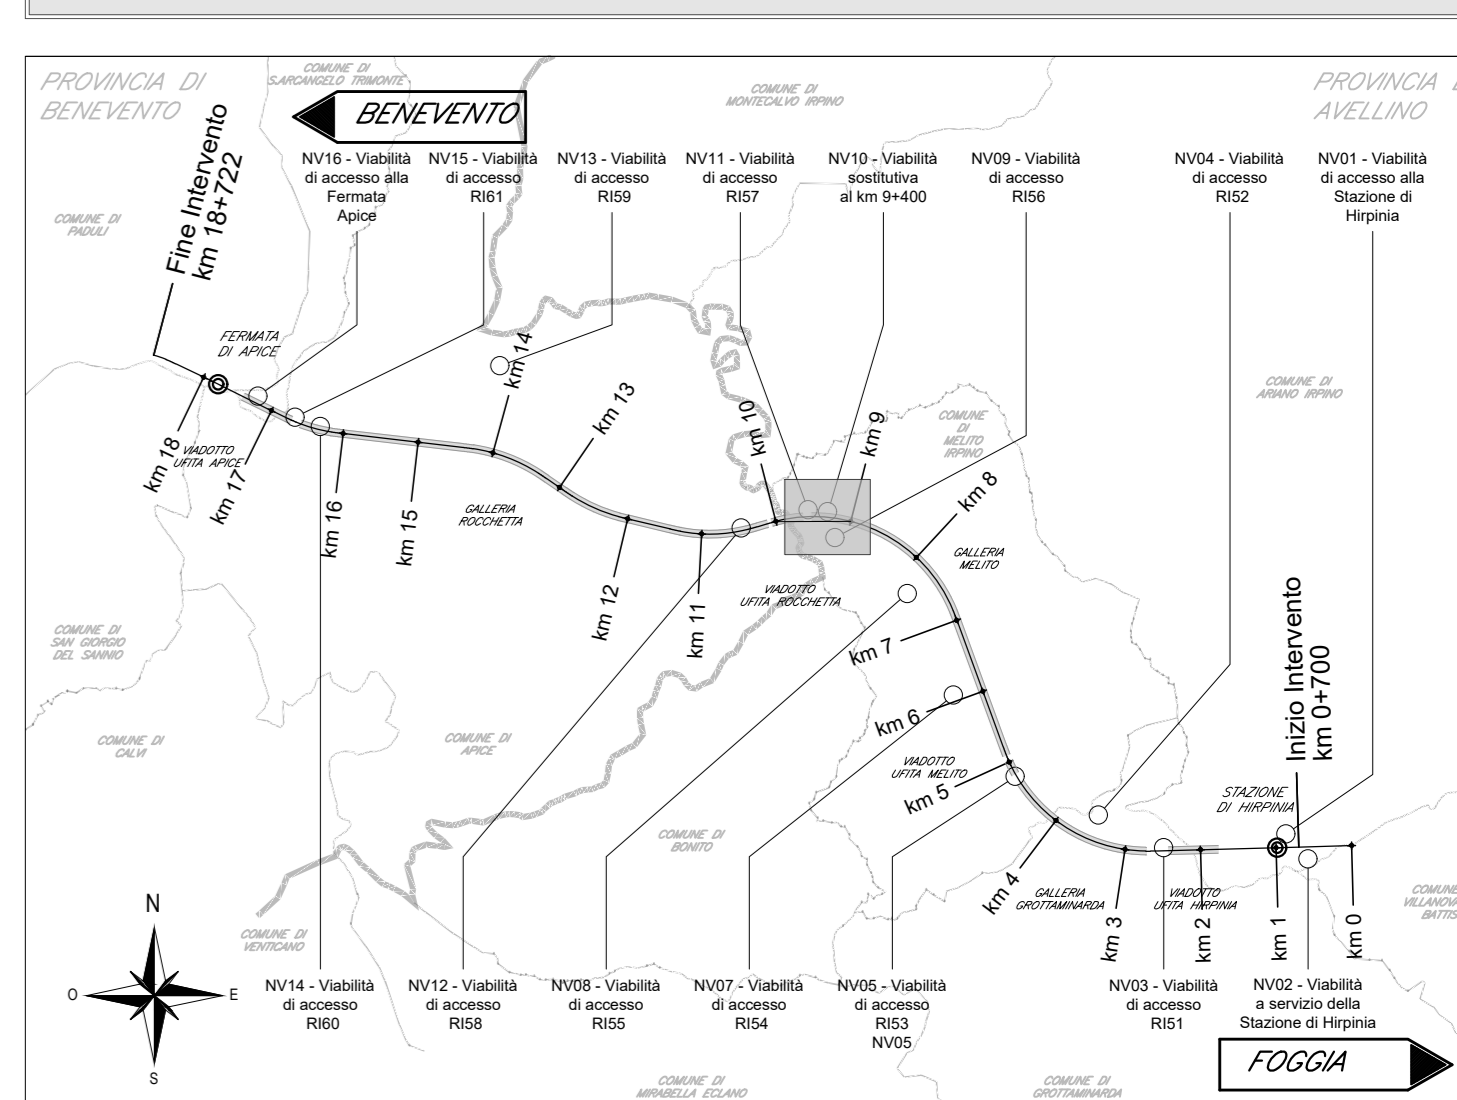 PROVINCIA DI
BENEVENTO
COMUNE DI
S.ARCANGELO TRIMONTE
BENEVENTO
COMUNE DI
MONTECALVO IRPINO
PROVINCIA
AVELLINO
Fine Intervento
km 18+722
NV16 - Viabilità
di accesso alla
Fermata
Apice
NV15 - Viabilità
di accesso
RI61
NV13 - Viabilità
di accesso
RI59
NV11 - Viabilità
di accesso
RI57
NV10 - Viabilità
sostitutiva
al km 9+400
NV09 - Viabilità
di accesso
RI56
NV04 - Viabilità
di accesso
RI52
NV01 - Viabilità
di accesso alla
Stazione di
Hirpinia
COMUNE DI
PADULI
FERMATA
DI APICE
km 14
km 13
km 10
km 9
COMUNE DI
ARIANO IRPINO
COMUNE
DI
MELITO
IRPINO
km 18
VIADOTTO
UFITA APICE
km 17
km 16
km 15
GALLERIA
ROCCHETTA
km 8
GALLERIA
MELITO
km 12
km 11
VIADOTTO
UFITA ROCCHETTA
km 7
COMUNE DI
SAN GIORGIO
DEL SANNIO
Inizio Intervento
km 0+700
km 6
COMUNE DI
CALVI
COMUNE DI
APICE
VIADOTTO
UFITA MELITO
km 5
STAZIONE
DI HIRPINIA
COMUNE DI
BONITO
km 4
GALLERIA
GROTTAMINARDA
VIADOTTO
UFITA HIRPINIA
km 3
km 2
km 1
km 0
COMUNE
VILLANOVA
BATTIS
N
O
E
S
COMUNE DI
VENTICANO
NV14 - Viabilità
di accesso
RI60
NV12 - Viabilità
di accesso
RI58
NV08 - Viabilità
di accesso
RI55
NV07 - Viabilità
di accesso
RI54
NV05 - Viabilità
di accesso
RI53
NV05
NV03 - Viabilità
di accesso
RI51
NV02 - Viabilità
a servizio della
Stazione di Hirpinia
FOGGIA
COMUNE DI
MIRABELLA ECLANO
COMUNE DI
GROTTAMINARDA